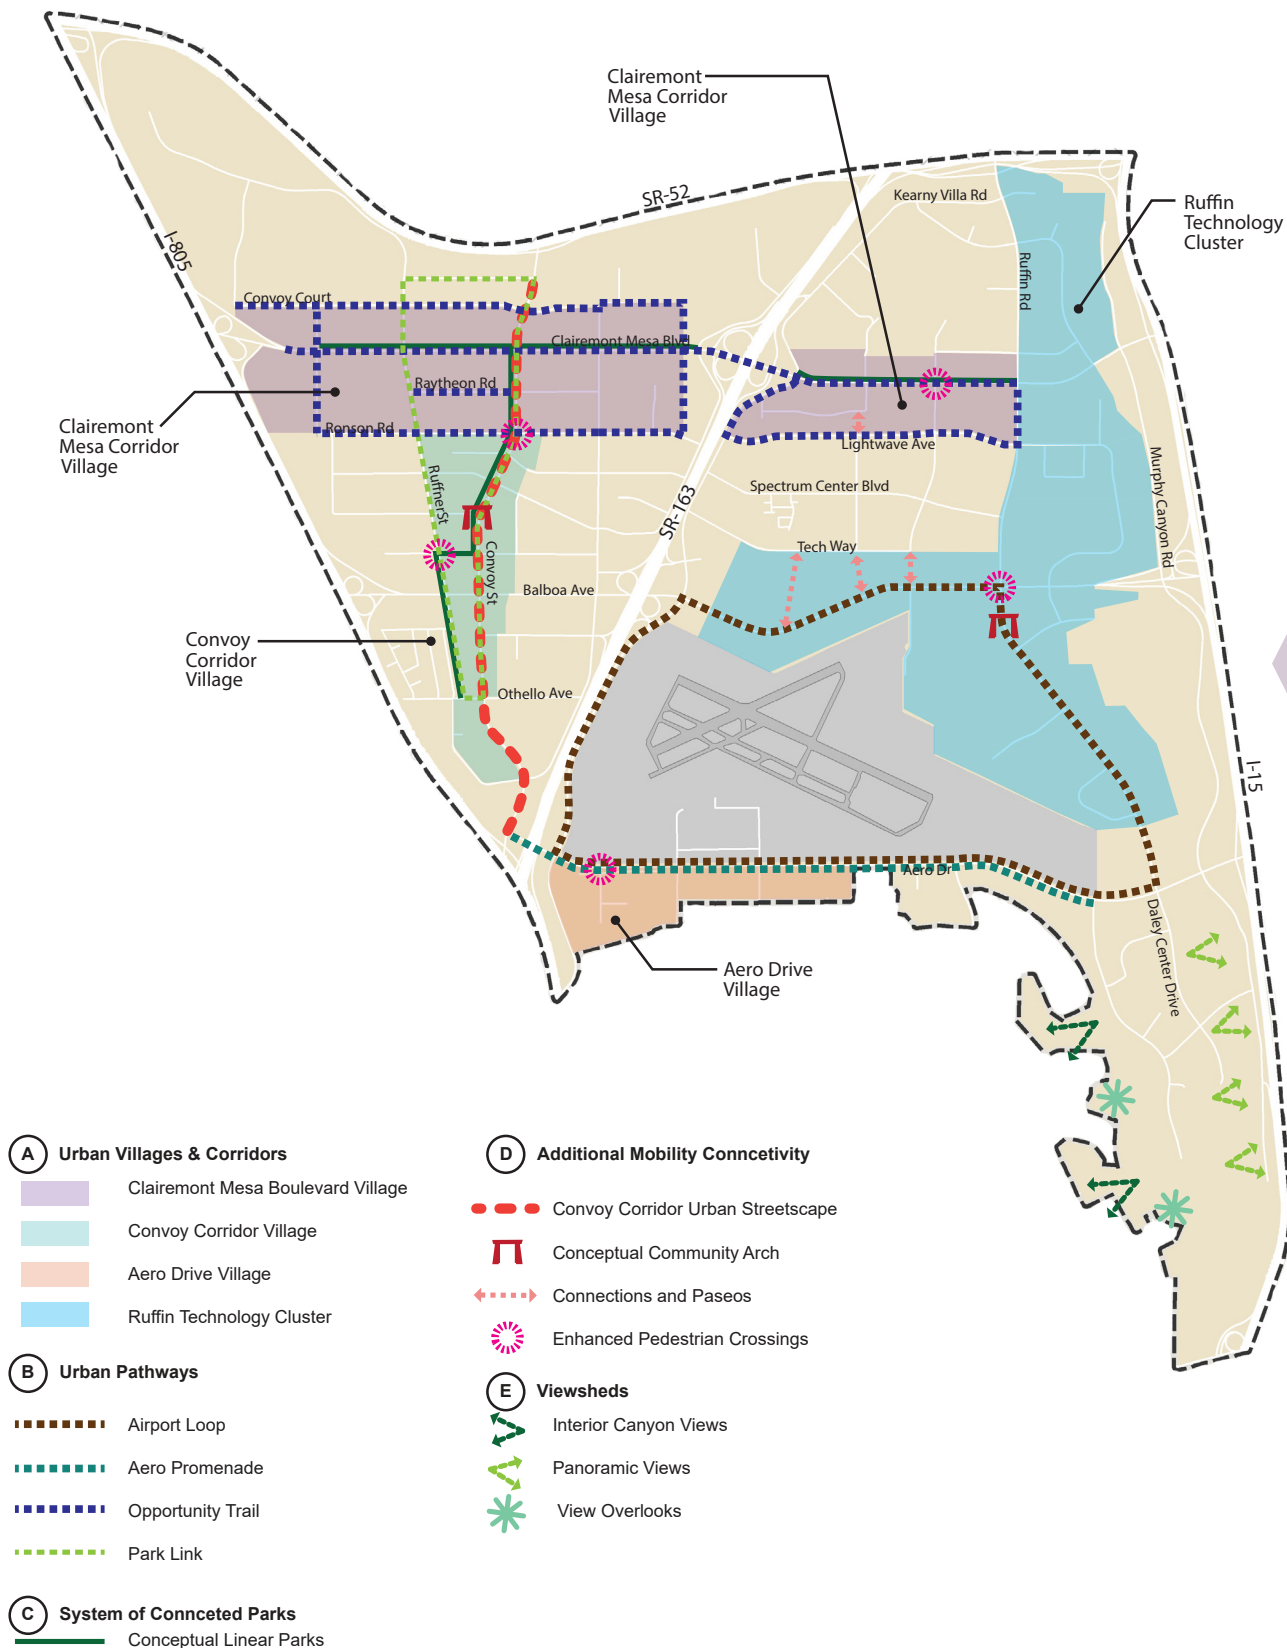 Clairemont
Mesa Corridor
Village
SR-52
Kearny Villa Rd
Ruffin
Technology
Cluster
I-805
Ruffin Rd
Convoy Court
Clairemont Mesa Blvd
Raytheon Rd
Ronson Rd
Clairemont
Mesa Corridor
Village
Lightwave Ave
RuffnerSt
Spectrum Center Blvd
SR-163
Murphy Canyon Rd
Tech Way
Convoy St
Balboa Ave
Convoy
Corridor
Village
Othello Ave
I-15
Aero Dr
Daley Center Drive
Aero Drive
Village
A Urban Villages & Corridors
Clairemont Mesa Boulevard Village
Convoy Corridor Village
Aero Drive Village
Ruffin Technology Cluster
B Urban Pathways
Airport Loop
Aero Promenade
Opportunity Trail
Park Link
C System of Connceted Parks
Conceptual Linear Parks
D Additional Mobility Conncetivity
Convoy Corridor Urban Streetscape
Conceptual Community Arch
Connections and Paseos
Enhanced Pedestrian Crossings
E Viewsheds
Interior Canyon Views
Panoramic Views
View Overlooks